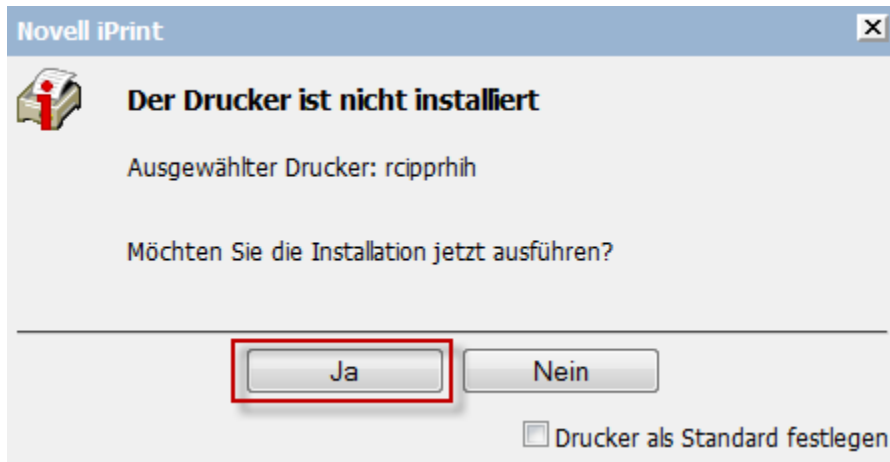 Novell iPrint
Der Drucker ist nicht installiert
Ausgewählter Drucker: rcipprhih
Möchten Sie die Installation jetzt ausführen?
Ja Nein
Drucker als Standard festlegen